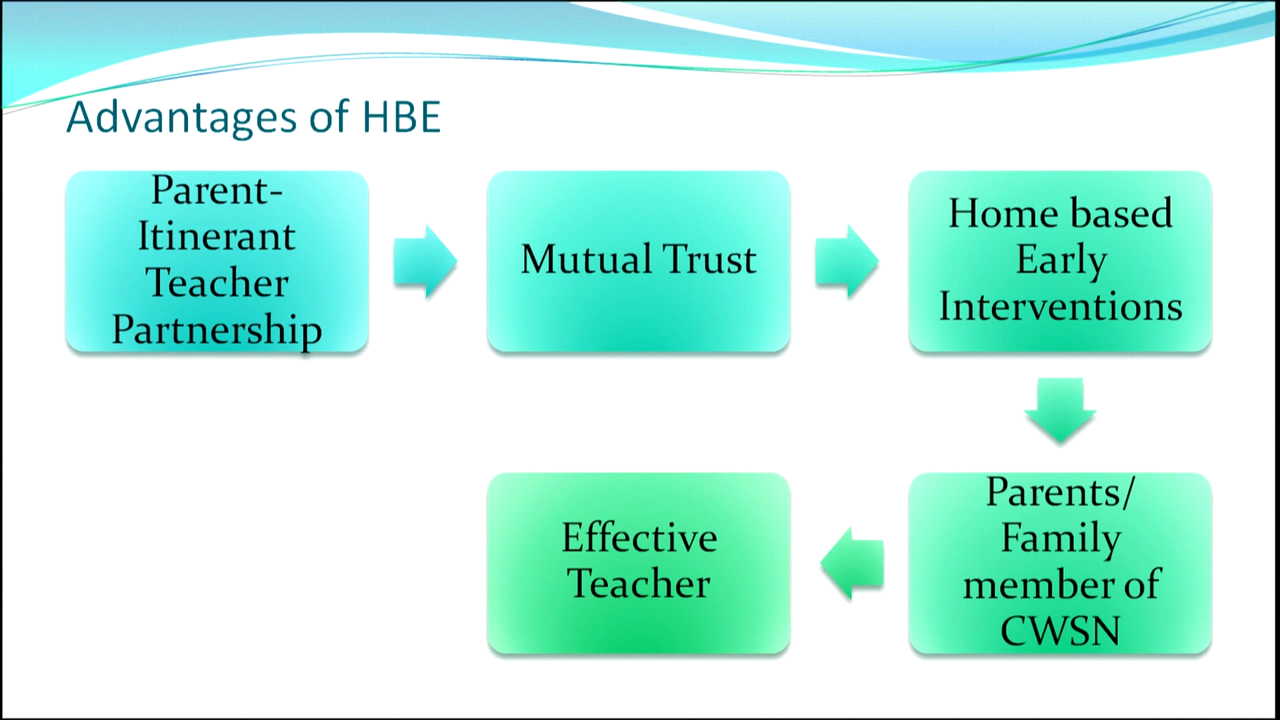 Advantages of HBE
Parent-
Itinerant
Teacher
Partnership
Mutual Trust
Home based
Early
Interventions
Parents/
Family
member of
CWSN
Effective
Teacher